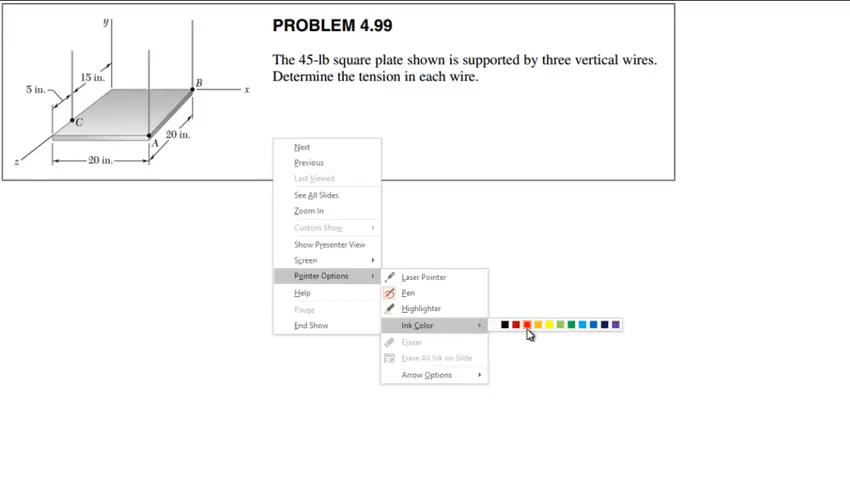 PROBLEM 4.99
The 45-lb square plate shown is supported by three vertical wires.
Determine the tension in each wire.
y
15 in.
5 in.
B
x
C
A
20 in.
z
20 in.
Next
Previous
Last Viewed
See All Slides
Zoom In
Custom Show
Show Presenter View
Screen
Pointer Options
Help
Pause
End Show
Laser Pointer
Pen
Highlighter
Ink Color
Eraser
Erase All Ink on Slide
Arrow Options